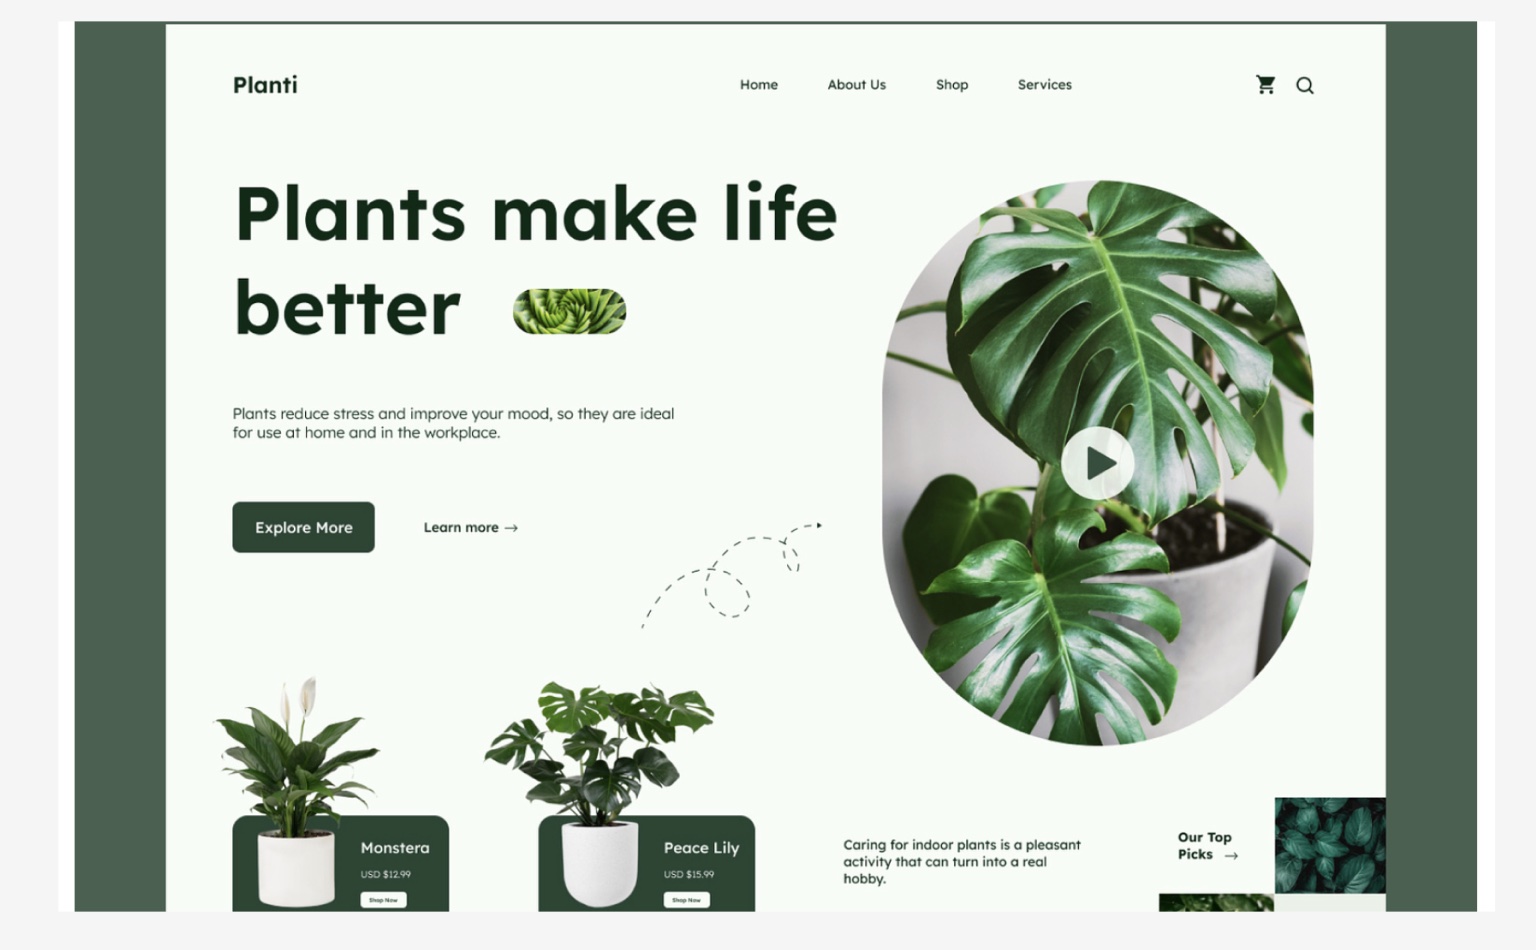 Planti
Home
About Us
Shop
Services
Plants make life
better
Plants reduce stress and improve your mood, so they are ideal
for use at home and in the workplace.
Explore More
Learn more →
Monstera
USD $12.99
Shop Now
Peace Lily
USD $15.99
Shop Now
Caring for indoor plants is a pleasant
activity that can turn into a real
hobby.
Our Top
Picks →